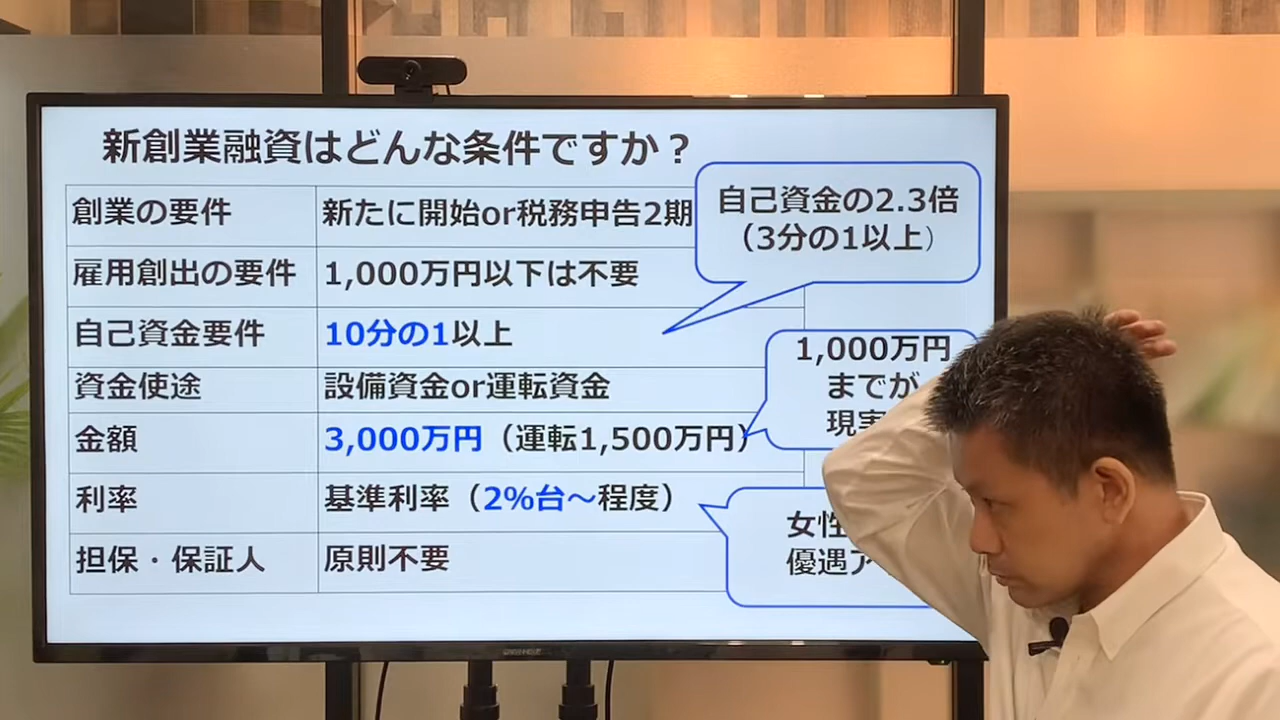 新創業融資はどんな条件ですか？
創業の要件 新たに開始or税務申告2期
自己資金の2.3倍
（3分の1以上）
雇用創出の要件 1,000万円以下は不要
自己資金要件 10分の1以上
1,000万円
までが
現実
資金使途 設備資金or運転資金
金額 3,000万円（運転1,500万円）
利率 基準利率（2%台～程度）
女性
優遇ア
担保・保証人 原則不要